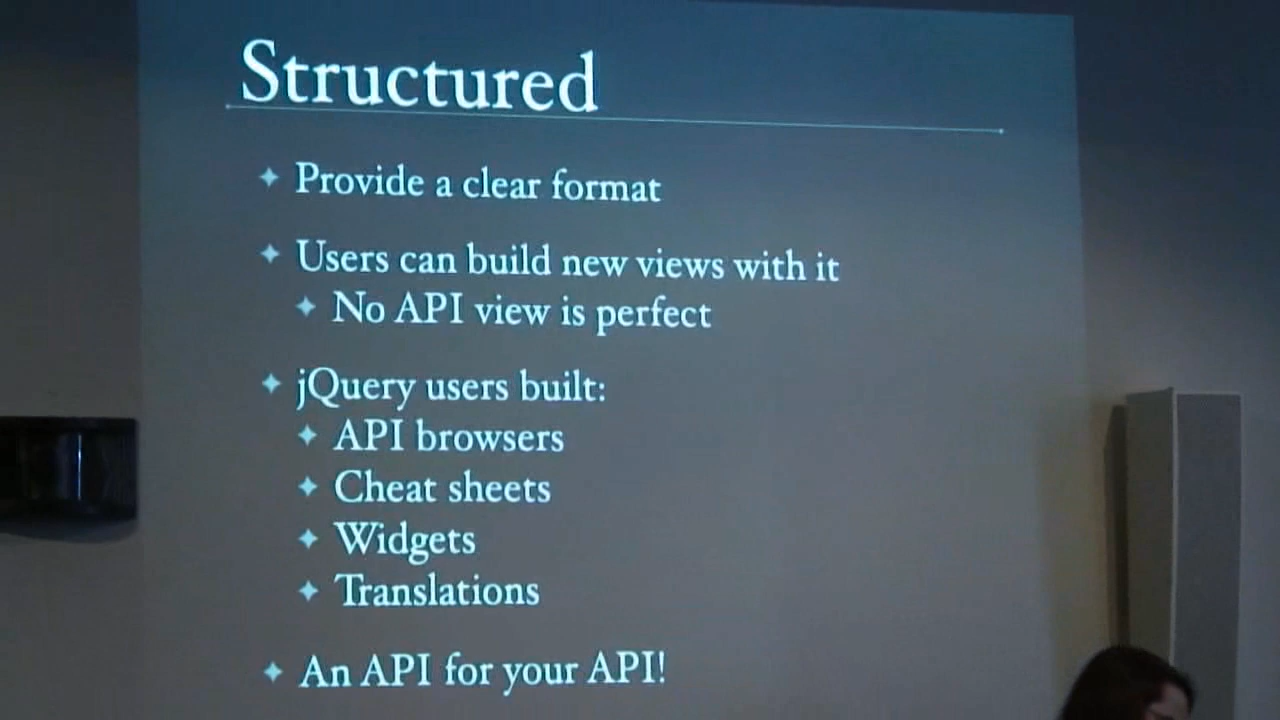 Structured
Provide a clear format
Users can build new views with it
No API view is perfect
jQuery users built:
API browsers
Cheat sheets
Widgets
Translations
An API for your API!